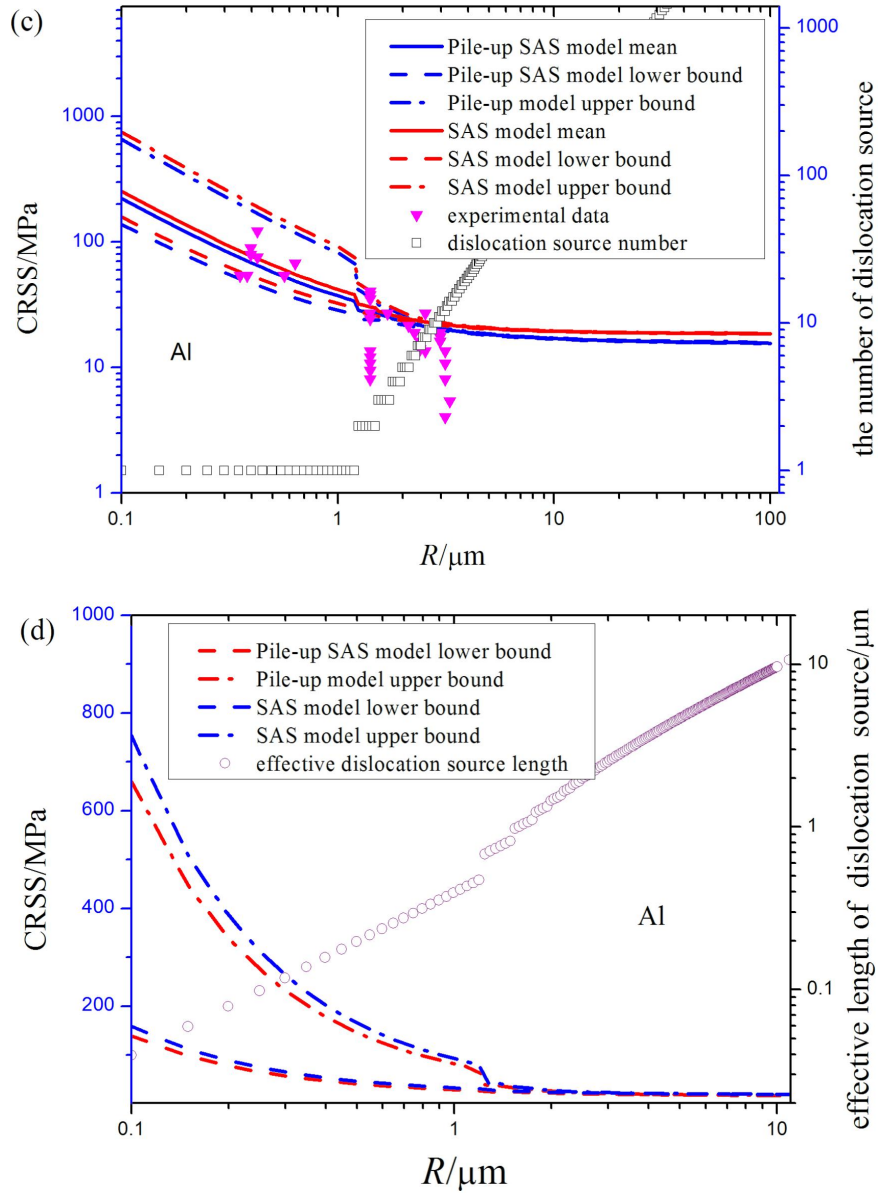 (c)
1000
100
10
1
CRSS/MPa
Pile-up SAS model mean
Pile-up SAS model lower bound
Pile-up model upper bound
SAS model mean
SAS model lower bound
SAS model upper bound
experimental data
dislocation source number
Al
1000
100
10
1
the number of dislocation source
0.1
1
10
100
R/μm
(d)
1000
800
600
400
200
CRSS/MPa
Pile-up SAS model lower bound
Pile-up model upper bound
SAS model lower bound
SAS model upper bound
effective dislocation source length
Al
10
1
0.1
effective length of dislocation source/μm
0.1
1
10
R/μm